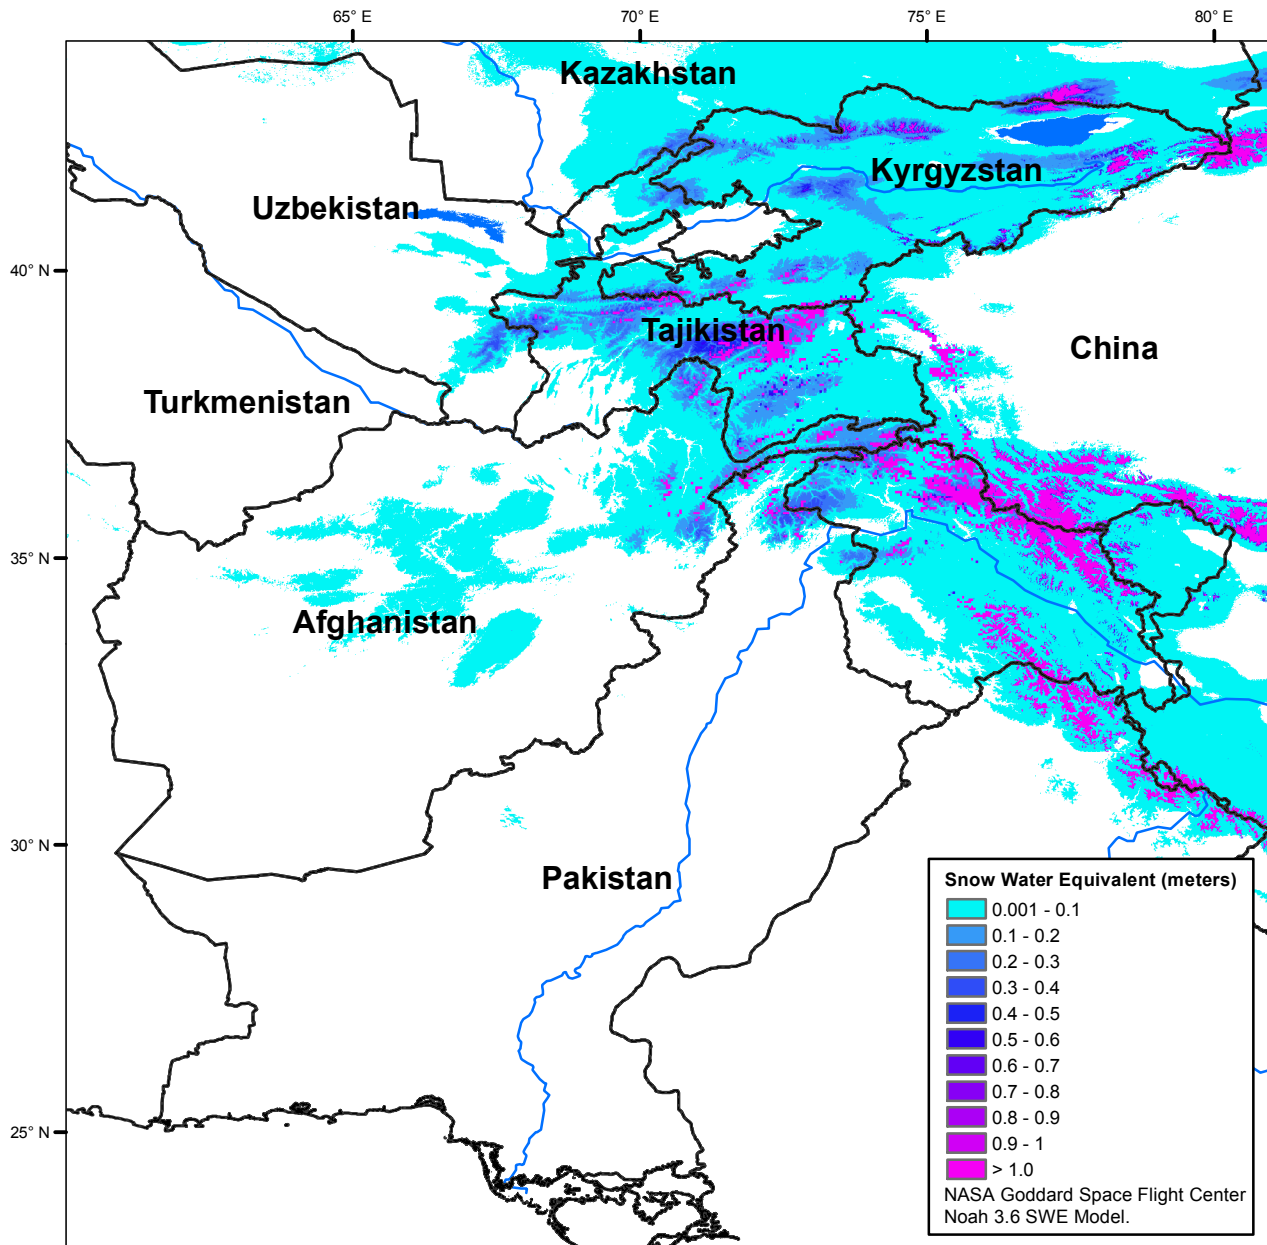 65° E
70° E
75° E
80° E
Kazakhstan
Kyrgyzstan
Uzbekistan
40° N
Tajikistan
China
Turkmenistan
35° N
Afghanistan
30° N
Pakistan
25° N
Snow Water Equivalent (meters)
0.001 - 0.1
0.1 - 0.2
0.2 - 0.3
0.3 - 0.4
0.4 - 0.5
0.5 - 0.6
0.6 - 0.7
0.7 - 0.8
0.8 - 0.9
0.9 - 1
> 1.0
NASA Goddard Space Flight Center
Noah 3.6 SWE Model.